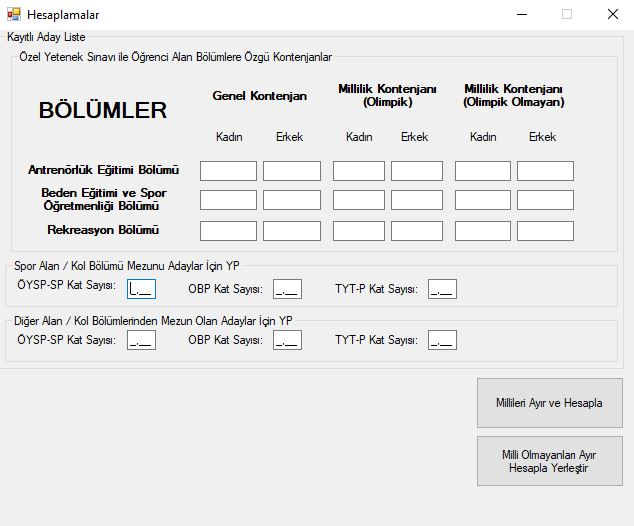 Hesaplamalar
Kayıtlı Aday Liste
Özel Yetenek Sınavı ile Öğrenci Alan Bölümlere Özgü Kontenjanlar
BÖLÜMLER
Genel Kontenjan
Millilik Kontenjanı
(Olimpik)
Millilik Kontenjanı
(Olimpik Olmayan)
Kadın Erkek Kadın Erkek Kadın Erkek
Antrenörlük Eğitimi Bölümü
Beden Eğitimi ve Spor
Öğretmenliği Bölümü
Rekreasyon Bölümü
Spor Alan / Kol Bölümü Mezunu Adaylar İçin YP
ÖYSP-SP Kat Sayısı: _.__ OBP Kat Sayısı: _.__ TYT-P Kat Sayısı: _.__
Diğer Alan / Kol Bölümlerinden Mezun Olan Adaylar İçin YP
ÖYSP-SP Kat Sayısı: _.__ OBP Kat Sayısı: _.__ TYT-P Kat Sayısı: _.__
Millileri Ayır ve Hesapla
Milli Olmayanları Ayır
Hesapla Yerleştir